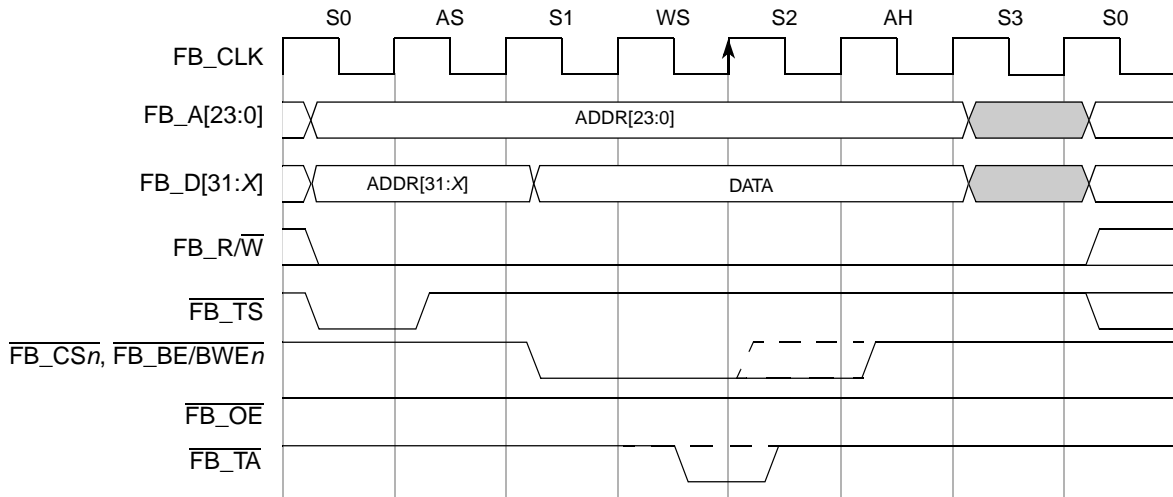 S0 AS S1 WS S2 AH S3 S0
FB_CLK
FB_A[23:0] ADDR[23:0]
FB_D[31:X] ADDR[31:X] DATA
FB_R/W
FB_TS
FB_CSn, FB_BE/BWEn
FB_OE
FB_TA